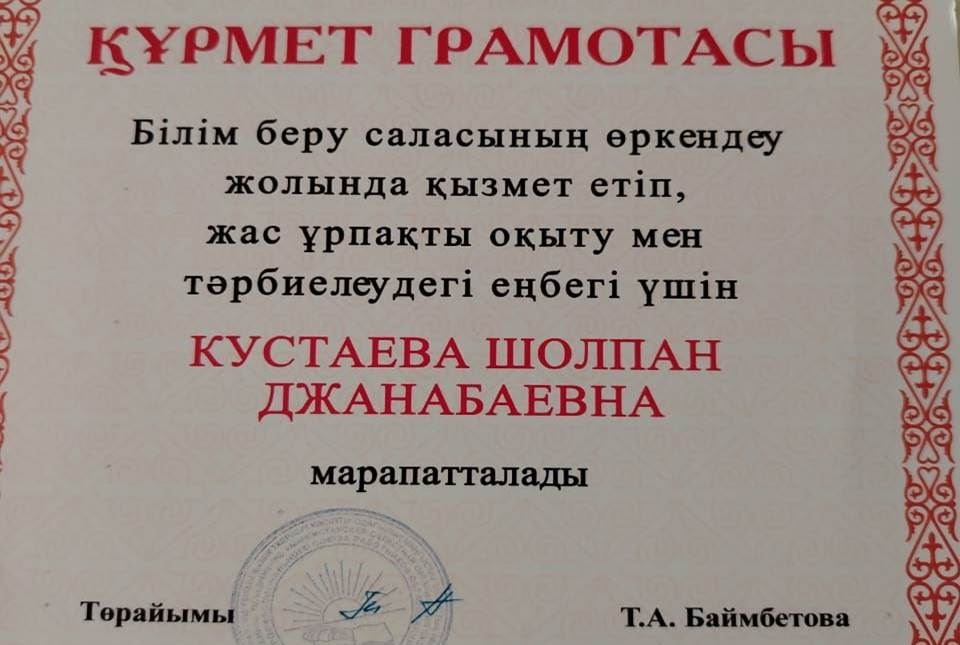 ҚҰРМЕТ ГРАМОТАСЫ
Білім беру саласының өркендеу
жолында қызмет етіп,
жас ұрпақты оқыту мен
тәрбиелеудегі еңбегі үшін
КУСТАЕВА ШОЛПАН
ДЖАНАБАЕВНА
марапатталады
Төрайымы
Т.А. Баймбетова